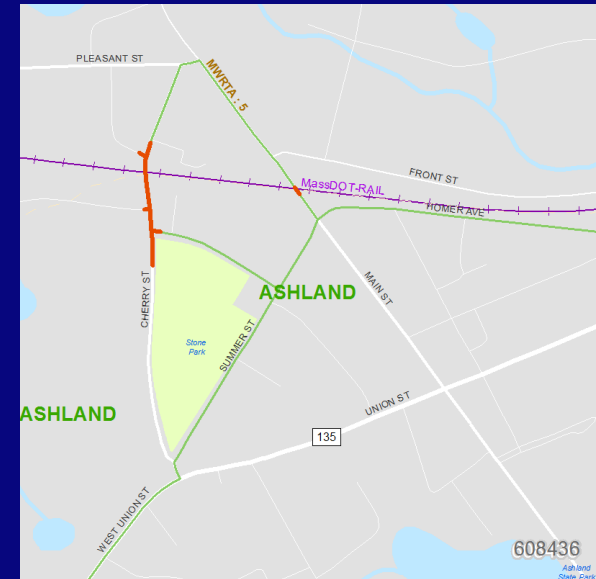 PLEASANT ST
MWRTA : 5
FRONT ST
MassDOT-RAIL
HOMER AVE
ASHLAND
CHERRY ST
MAIN ST
Stone
Park
SUMMER ST
UNION ST
ASHLAND
135
WEST UNION ST
608436
Ashland
State Park